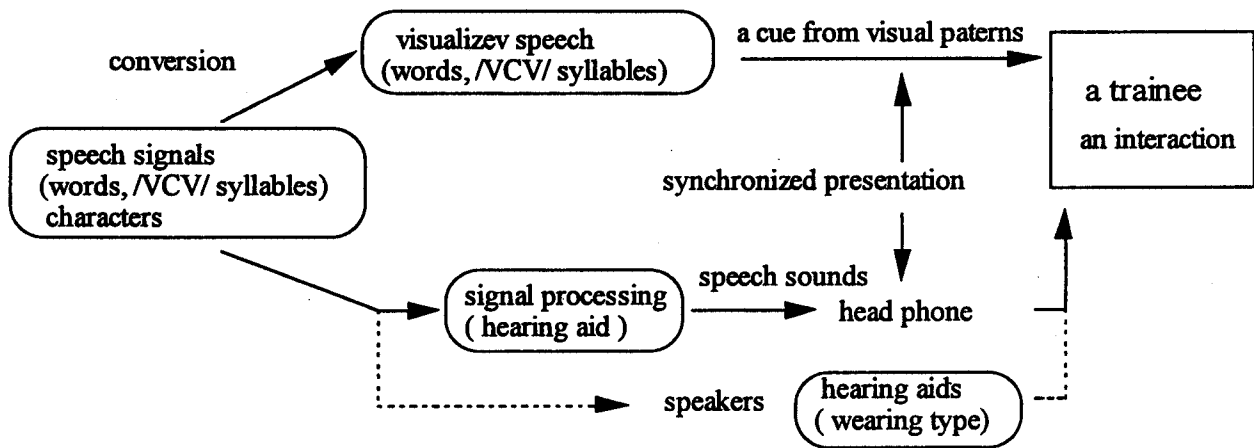 visualizev speech
(words, /VCV/ syllables)
a cue from visual paterns
conversion
a trainee
an interaction
speech signals
(words, /VCV/ syllables)
characters
synchronized presentation
signal processing
( hearing aid )
speech sounds
head phone
speakers
hearing aids
( wearing type)